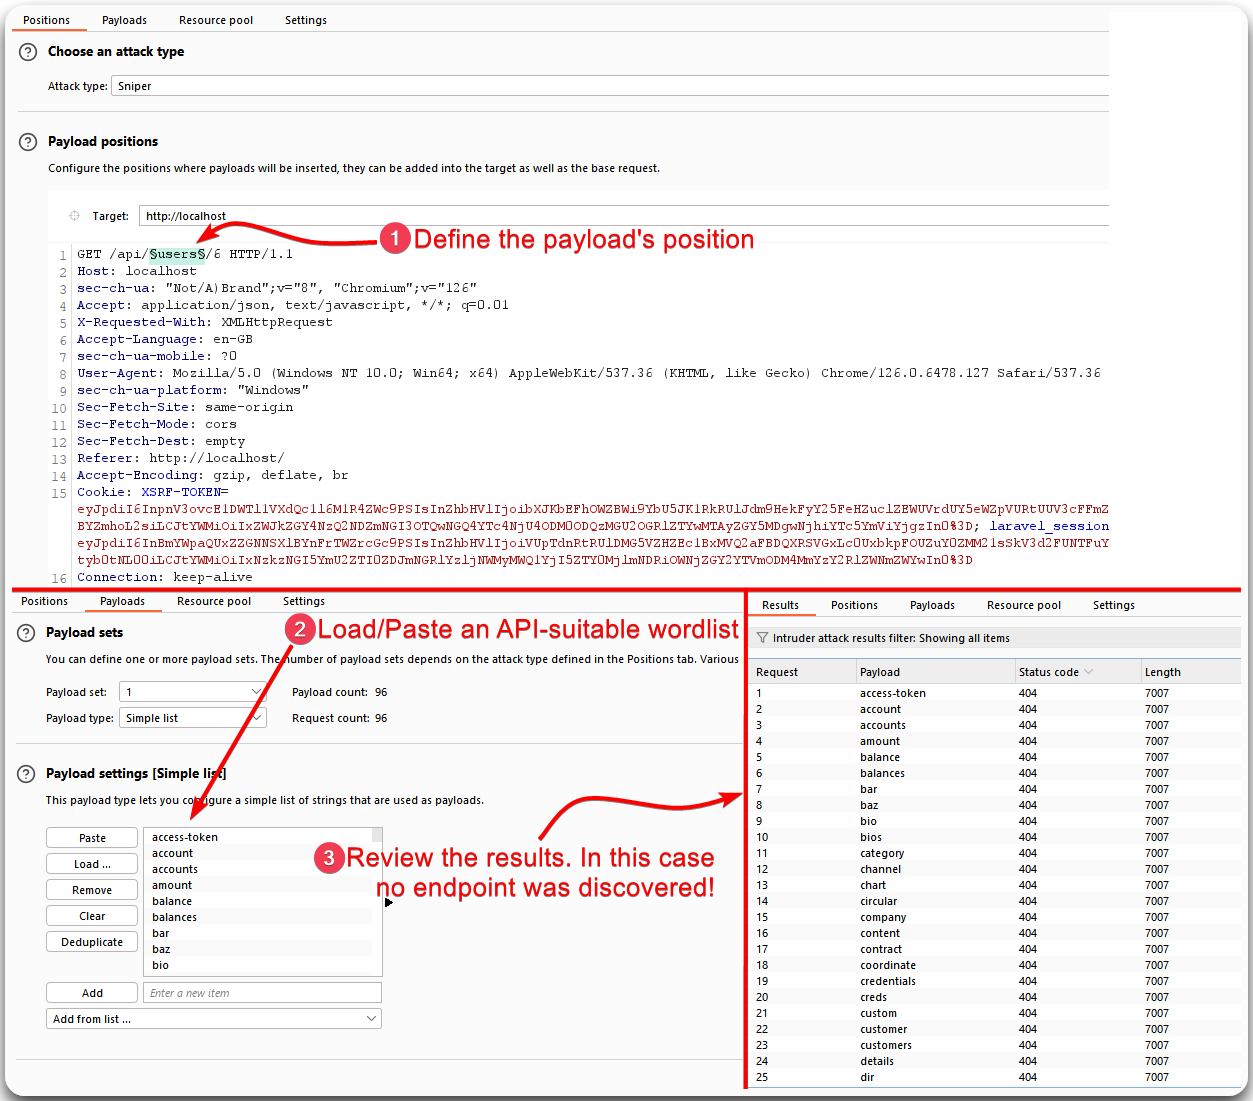 Positions Payloads Resource pool Settings
Choose an attack type
Attack type: Sniper
Payload positions
Configure the positions where payloads will be inserted, they can be added into the target as well as the base request.
Target: http://localhost
1 Define the payload's position
1 GET /api/§users§/6 HTTP/1.1
2 Host: localhost
3 sec-ch-ua: "Not/A)Brand";v="8", "Chromium";v="126"
4 Accept: application/json, text/javascript, */*; q=0.01
5 X-Requested-With: XMLHttpRequest
6 Accept-Language: en-GB
7 sec-ch-ua-mobile: ?0
8 User-Agent: Mozilla/5.0 (Windows NT 10.0; Win64; x64) AppleWebKit/537.36 (KHTML, like Gecko) Chrome/126.0.6478.127 Safari/537.36
9 sec-ch-ua-platform: "Windows"
10 Sec-Fetch-Site: same-origin
11 Sec-Fetch-Mode: cors
12 Sec-Fetch-Dest: empty
13 Referer: http://localhost/
14 Accept-Encoding: gzip, deflate, br
15 Cookie: XSRF-TOKEN=
laravel_session
16 Connection: keep-alive
Positions Payloads Resource pool Settings
2 Load/Paste an API-suitable wordlist
Payload sets
You can define one or more payload sets. The number of payload sets depends on the attack type defined in the Positions tab. Various
Payload set: 1 Payload count: 96
Payload type: Simple list Request count: 96
Payload settings [Simple list]
This payload type lets you configure a simple list of strings that are used as payloads.
Paste
Load ...
Remove
Clear
Deduplicate
access-token
account
accounts
amount
balance
balances
bar
baz
bio
Add Enter a new item
Add from list ...
3 Review the results. In this case
no endpoint was discovered!
Results Positions Payloads Resource pool Settings
Intruder attack results filter: Showing all items
Request Payload Status code Length
1 access-token 404 7007
2 account 404 7007
3 accounts 404 7007
4 amount 404 7007
5 balance 404 7007
6 balances 404 7007
7 bar 404 7007
8 baz 404 7007
9 bio 404 7007
10 bios 404 7007
11 category 404 7007
12 channel 404 7007
13 chart 404 7007
14 circular 404 7007
15 company 404 7007
16 content 404 7007
17 contract 404 7007
18 coordinate 404 7007
19 credentials 404 7007
20 creds 404 7007
21 custom 404 7007
22 customer 404 7007
23 customers 404 7007
24 details 404 7007
25 dir 404 7007